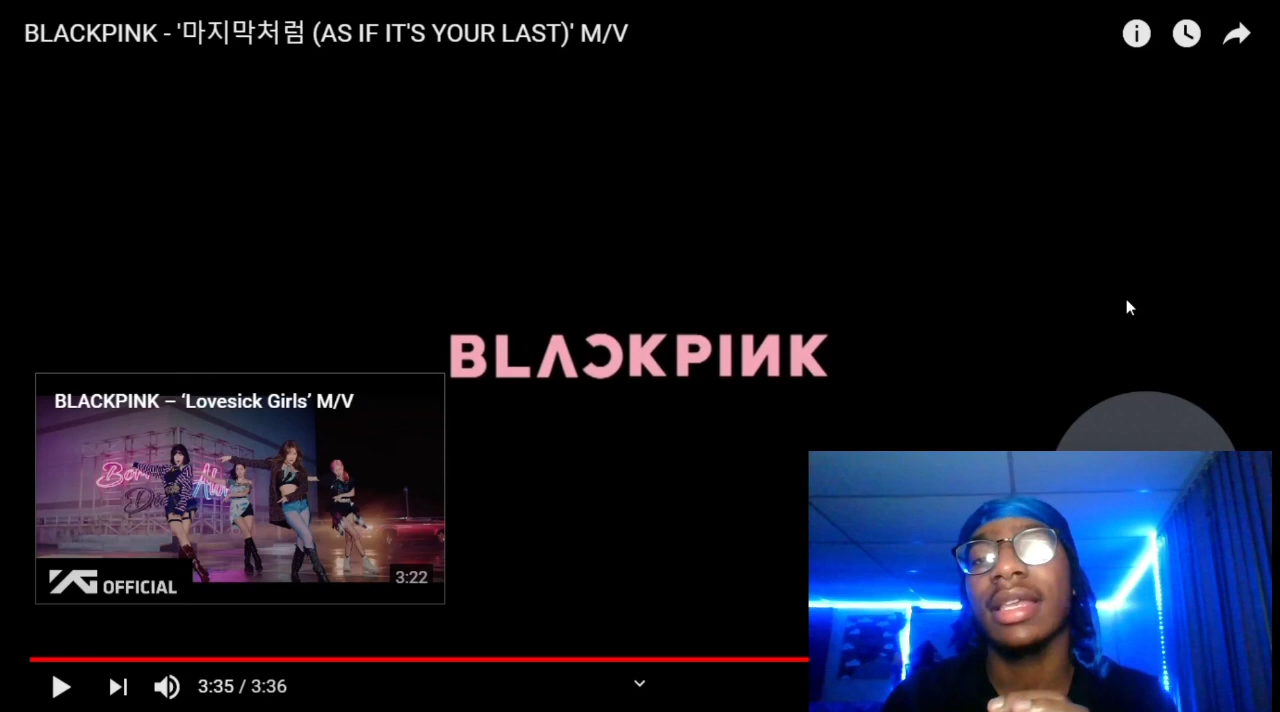 BLACKPINK - '마지막처럼 (AS IF IT'S YOUR LAST)' M/V
BLACKPINK
BLACKPINK – ‘Lovesick Girls’ M/V
3:22
YG OFFICIAL
3:35 / 3:36